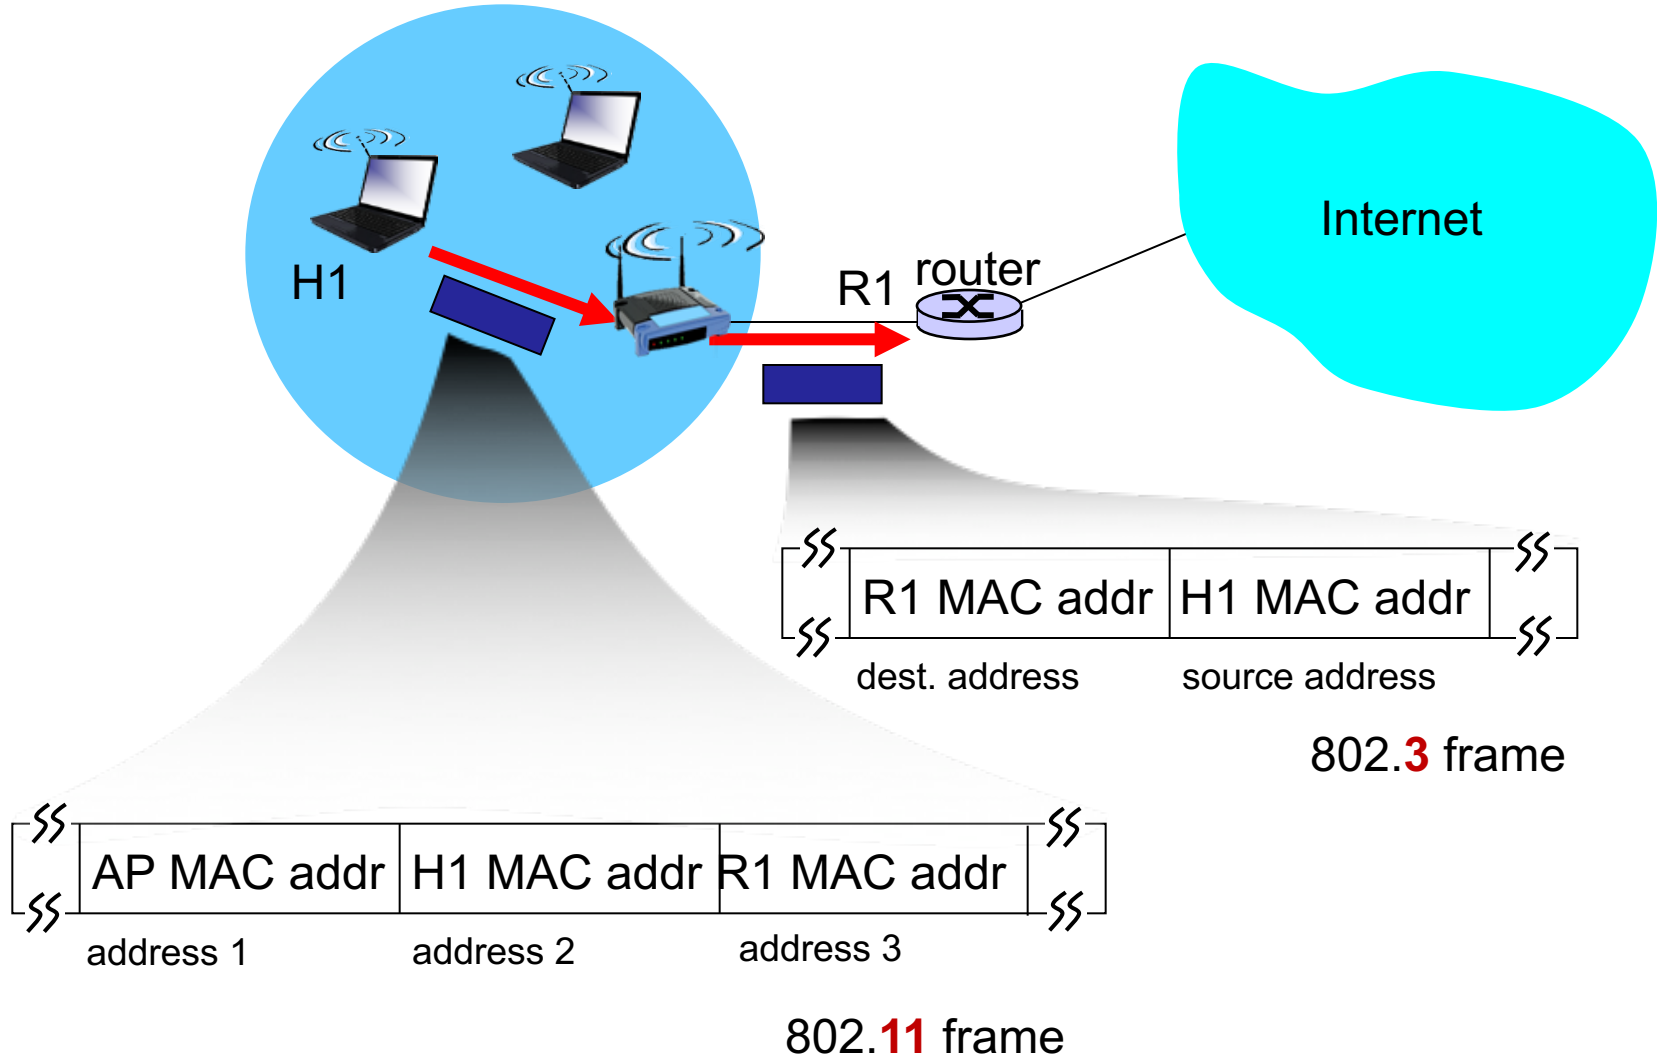 Internet
H1
R1
router
R1 MAC addr
H1 MAC addr
dest. address
source address
802.3 frame
AP MAC addr
H1 MAC addr
R1 MAC addr
address 1
address 2
address 3
802.11 frame